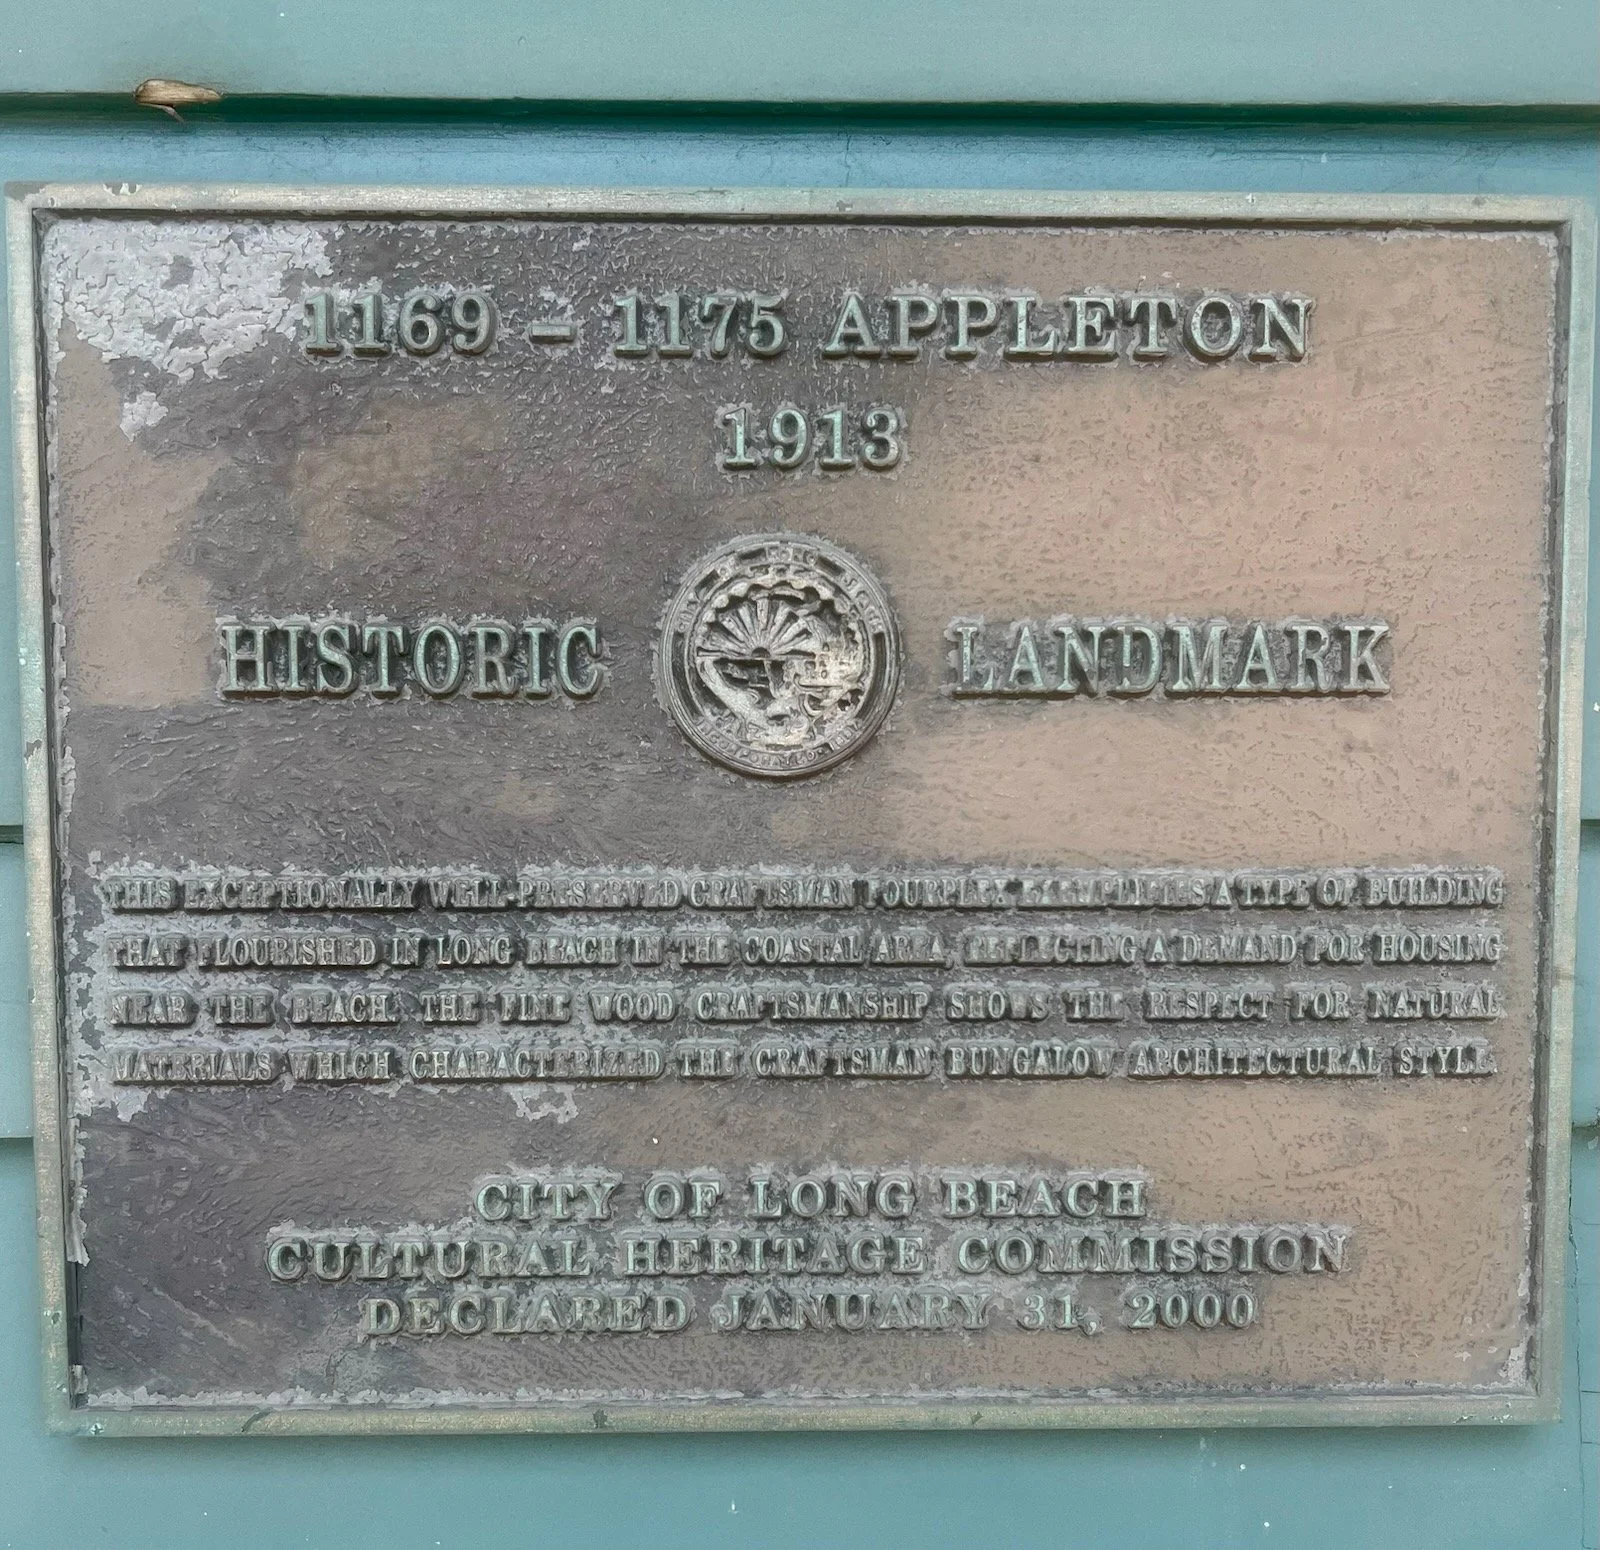 1169 – 1175 APPLETON
1913
HISTORIC LANDMARK
THIS EXCEPTIONALLY WELL-PRESERVED CRAFTSMAN FOURPLEX EXEMPLIFIES A TYPE OF BUILDING
THAT FLOURISHED IN LONG BEACH IN THE COASTAL AREA, REFLECTING A DEMAND FOR HOUSING
NEAR THE BEACH. THE FINE WOOD CRAFTSMANSHIP SHOWS THE RESPECT FOR NATURAL
MATERIALS WHICH CHARACTERIZED THE CRAFTSMAN BUNGALOW ARCHITECTURAL STYLE.
CITY OF LONG BEACH
CULTURAL HERITAGE COMMISSION
DECLARED JANUARY 31, 2000